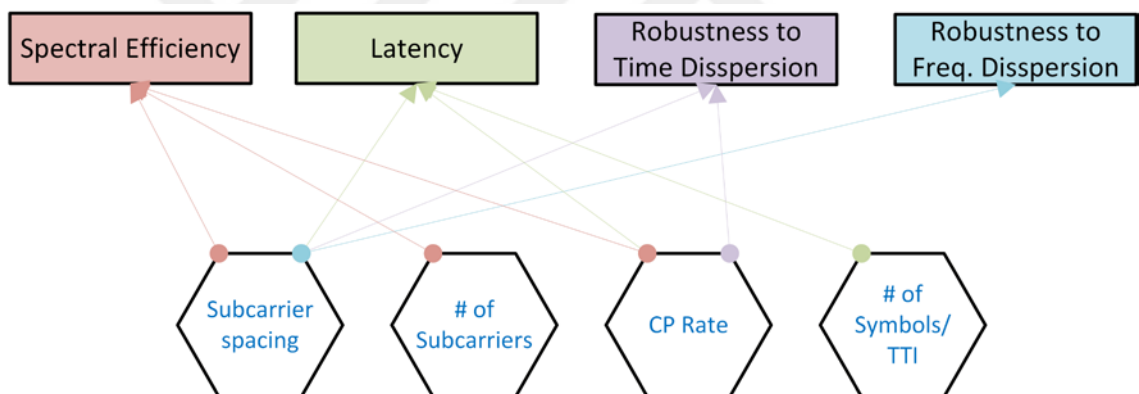 Spectral Efficiency
Latency
Robustness to
Time Disspersion
Robustness to
Freq. Disspersion
Subcarrier
spacing
# of
Subcarriers
CP Rate
# of
Symbols/
TTI